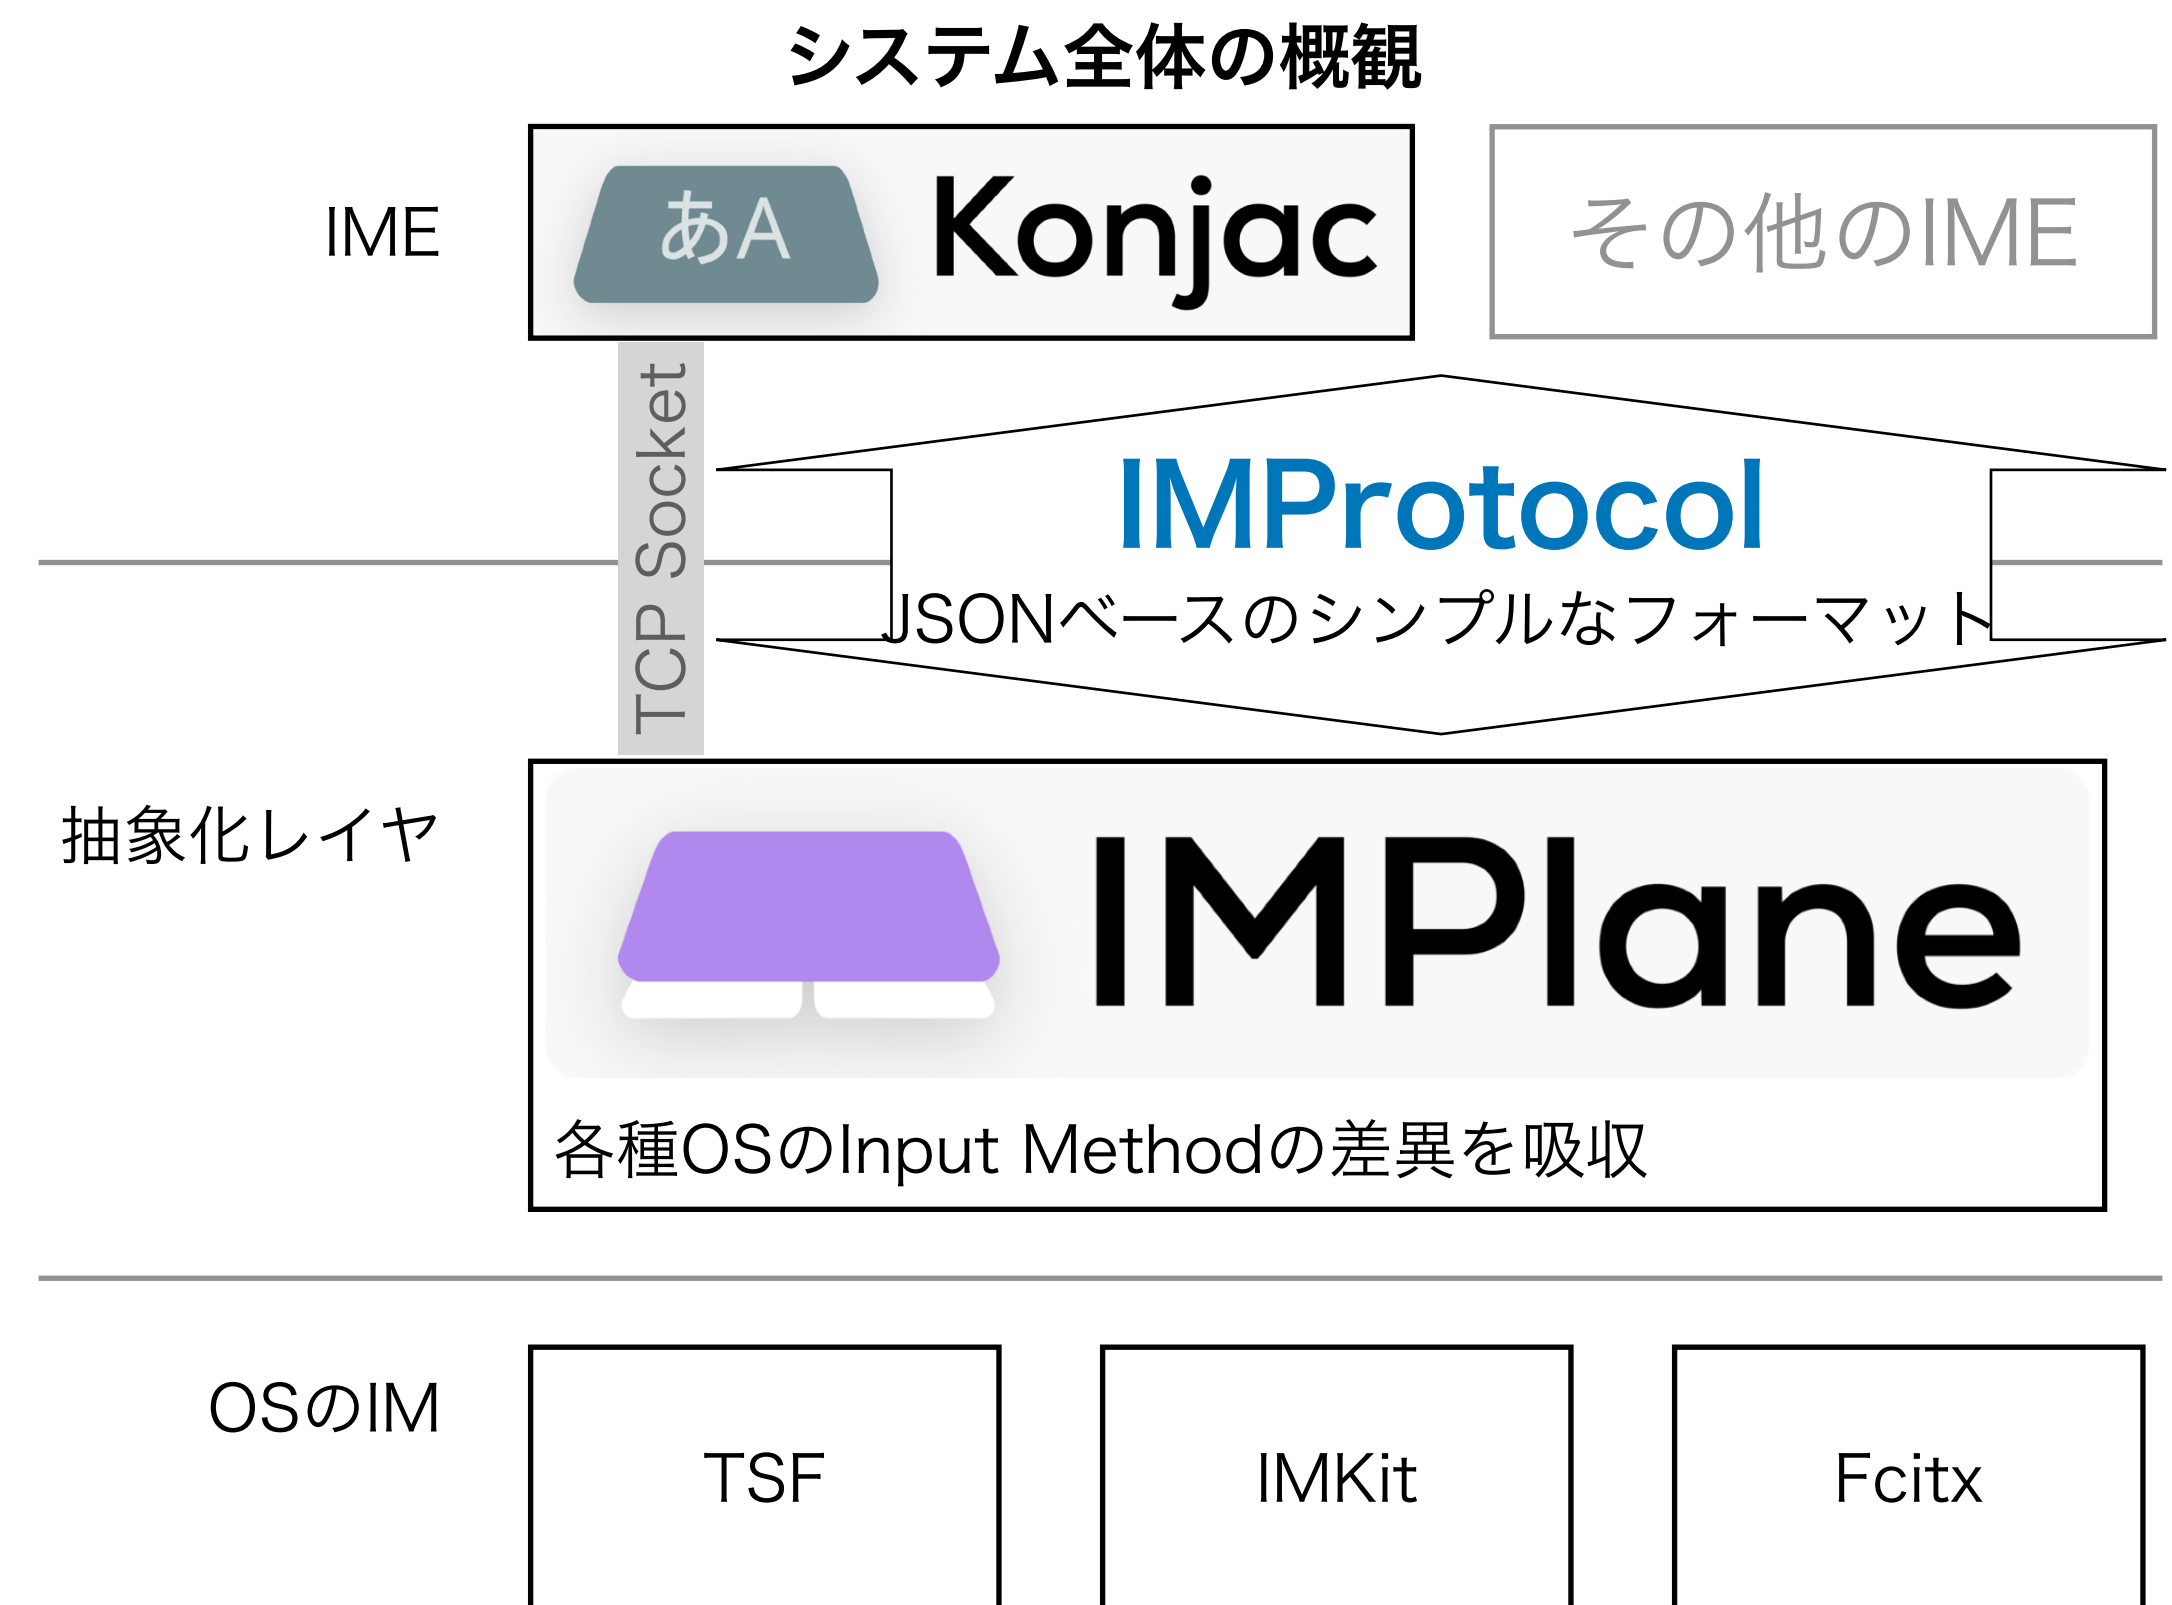 システム全体の概観
IME
あA
Konjac
その他のIME
TCP Socket
IMProtocol
JSONベースのシンプルなフォーマット
抽象化レイヤ
IMPlane
各種OSのInput Methodの差異を吸収
OSのIM
TSF
IMKit
Fcitx